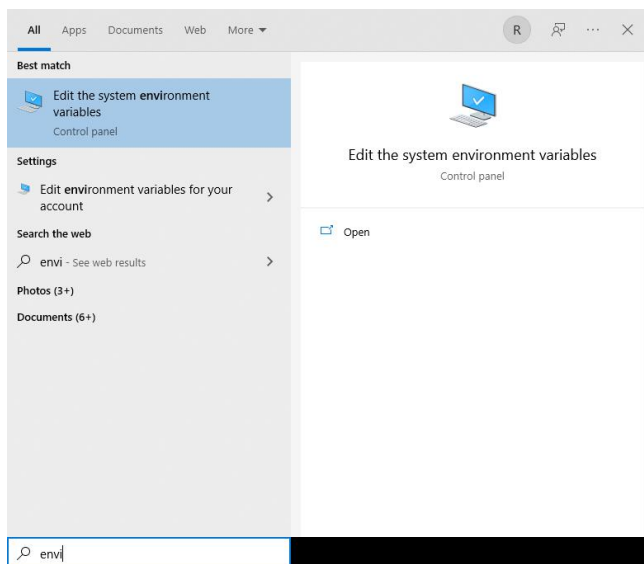 All Apps Documents Web More R ...
Best match
Edit the system environment
variables
Control panel
Settings
Edit environment variables for your
account
Search the web
envi - See web results
Photos (3+)
Documents (6+)
Edit the system environment variables
Control panel
Open
envi